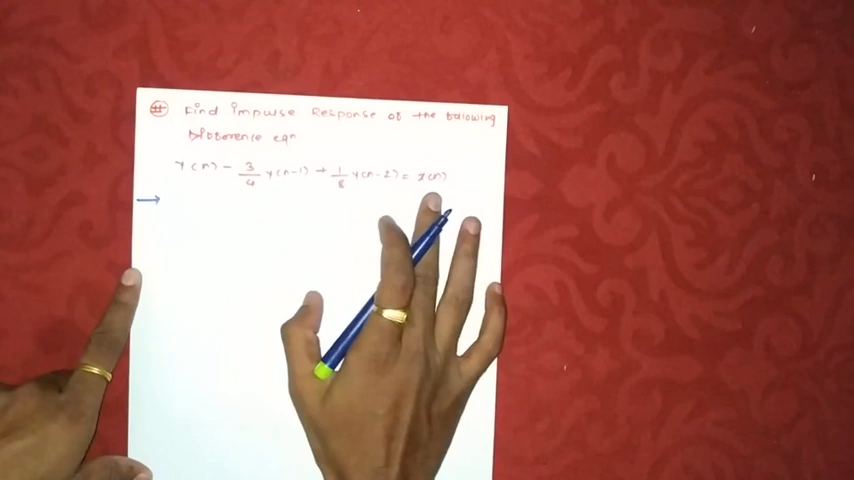 # Find Impulse Response of the following
Difference eqn
y(n) - 3/4 y(n-1) + 1/8 y(n-2) = x(n)
→